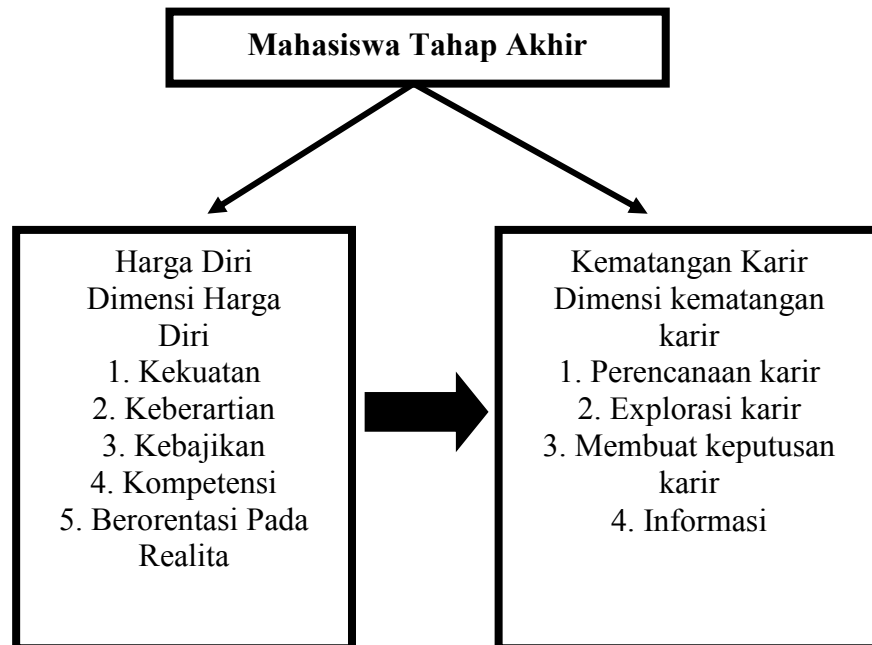 Mahasiswa Tahap Akhir
Harga Diri
Dimensi Harga
Diri
1. Kekuatan
2. Keberartian
3. Kebajikan
4. Kompetensi
5. Berorentasi Pada
Realita
Kematangan Karir
Dimensi kematangan
karir
1. Perencanaan karir
2. Explorasi karir
3. Membuat keputusan
karir
4. Informasi